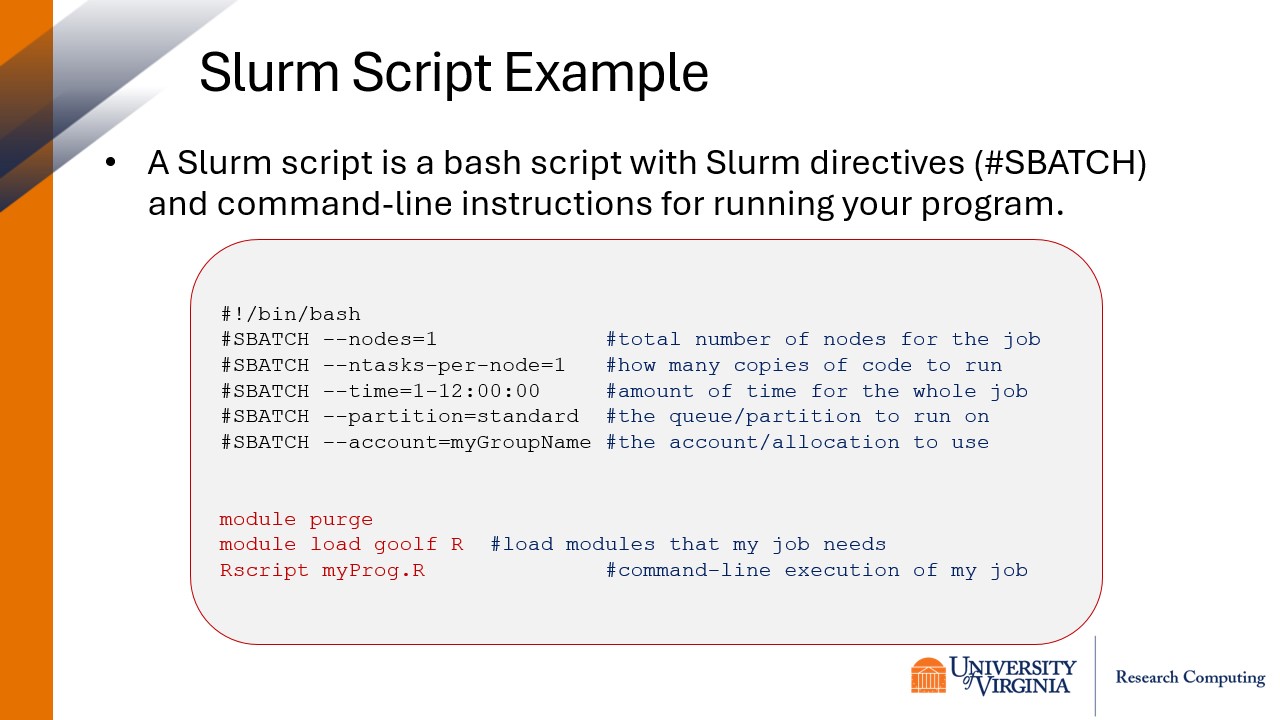 Slurm Script Example
• A Slurm script is a bash script with Slurm directives (#SBATCH)
and command-line instructions for running your program.
#!/bin/bash
#SBATCH --nodes=1 #total number of nodes for the job
#SBATCH --ntasks-per-node=1 #how many copies of code to run
#SBATCH --time=1-12:00:00 #amount of time for the whole job
#SBATCH --partition=standard #the queue/partition to run on
#SBATCH --account=myGroupName #the account/allocation to use
module purge
module load goolf R #load modules that my job needs
Rscript myProg.R #command-line execution of my job
UNIVERSITY
of VIRGINIA
Research Computing